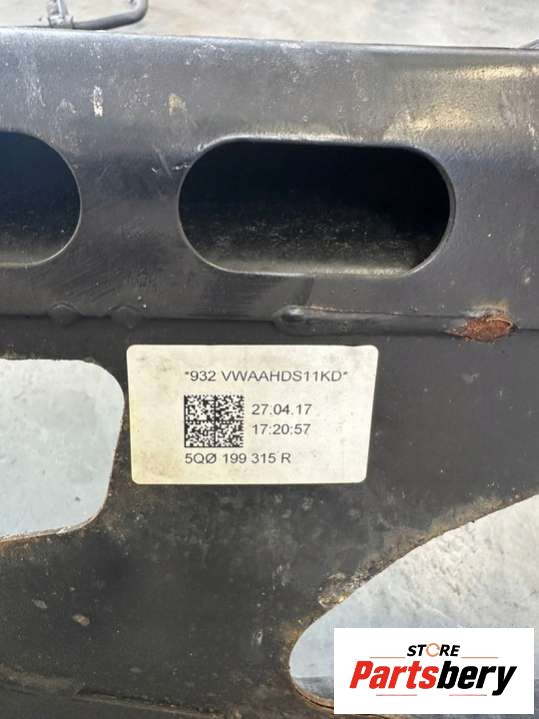 *932 VWAAHDS11KD*
27.04.17
17:20:57
5QØ 199 315 R
STORE
Partsbery